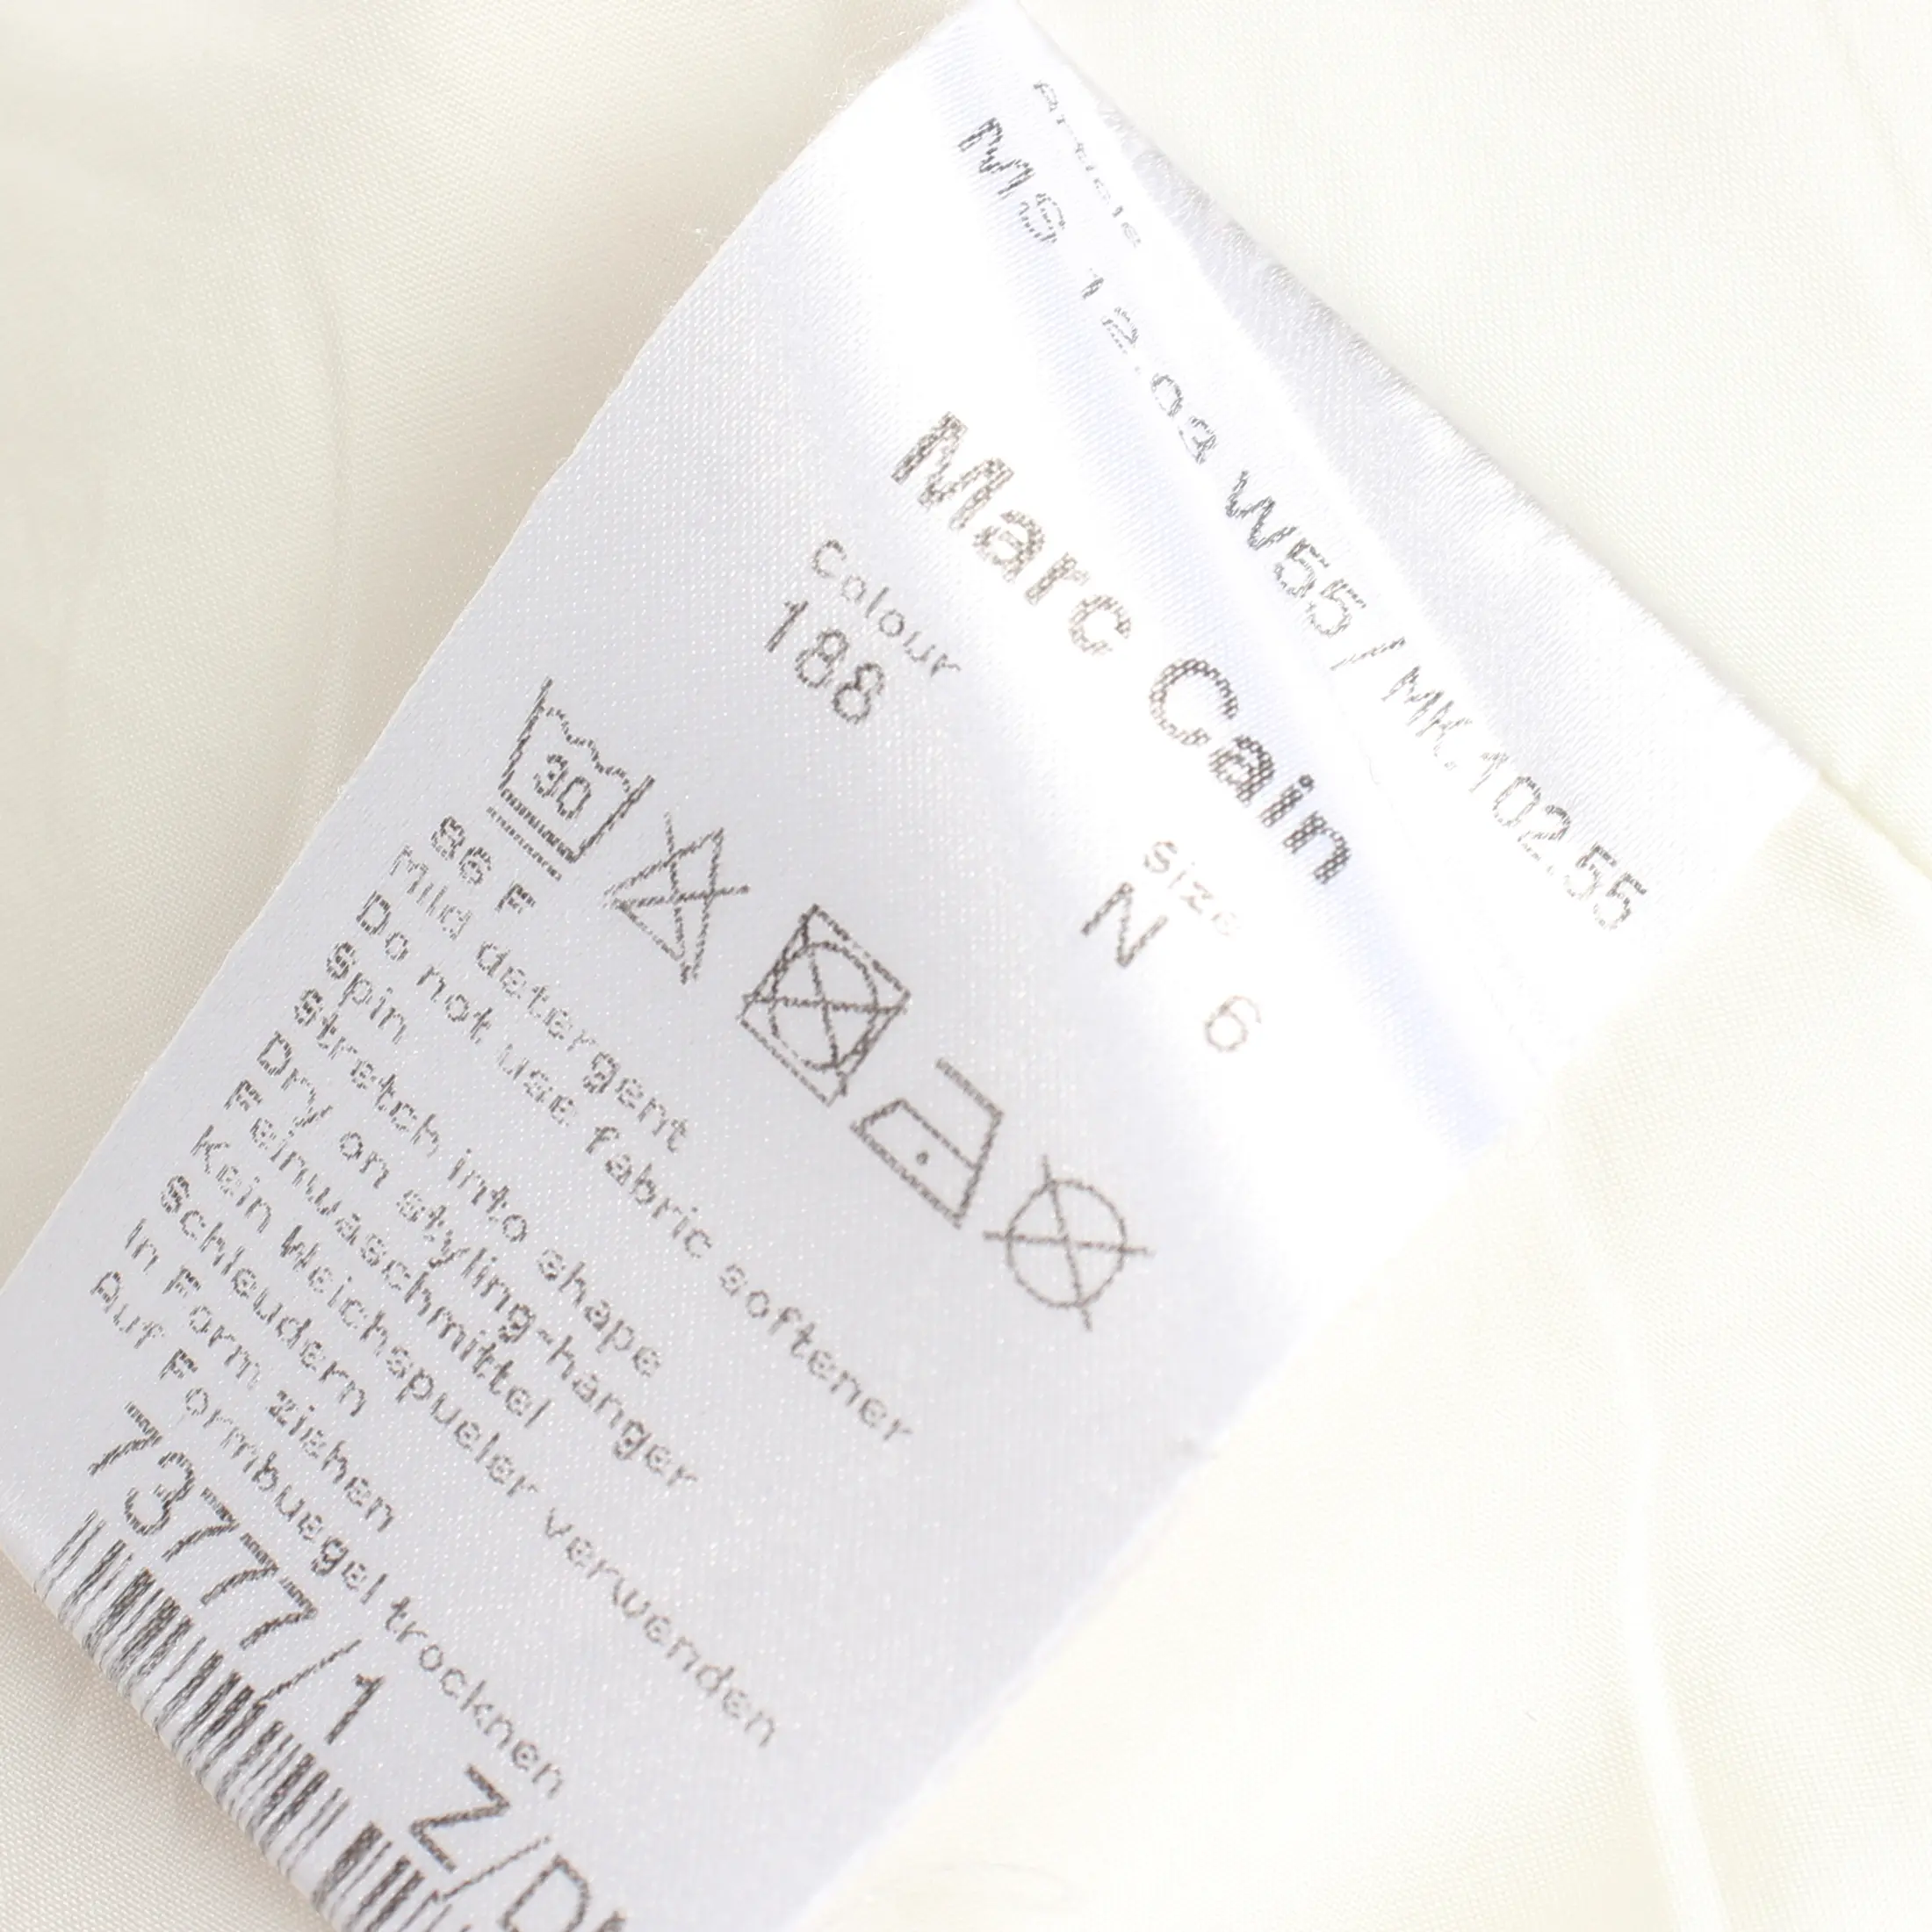 Article
MS 12.03 W55 / MK.102.55
Marc Cain
Colour
188
Size
N 6
30
86 F
Mild detergent
Do not use fabric softener
Spin
Stretch into shape
Dry on styling-hanger
Feinwaschmittel
Kein Weichspueler verwenden
Schleudern
In Form ziehen
Auf Formbuegel trocknen
7377/1 Z/D